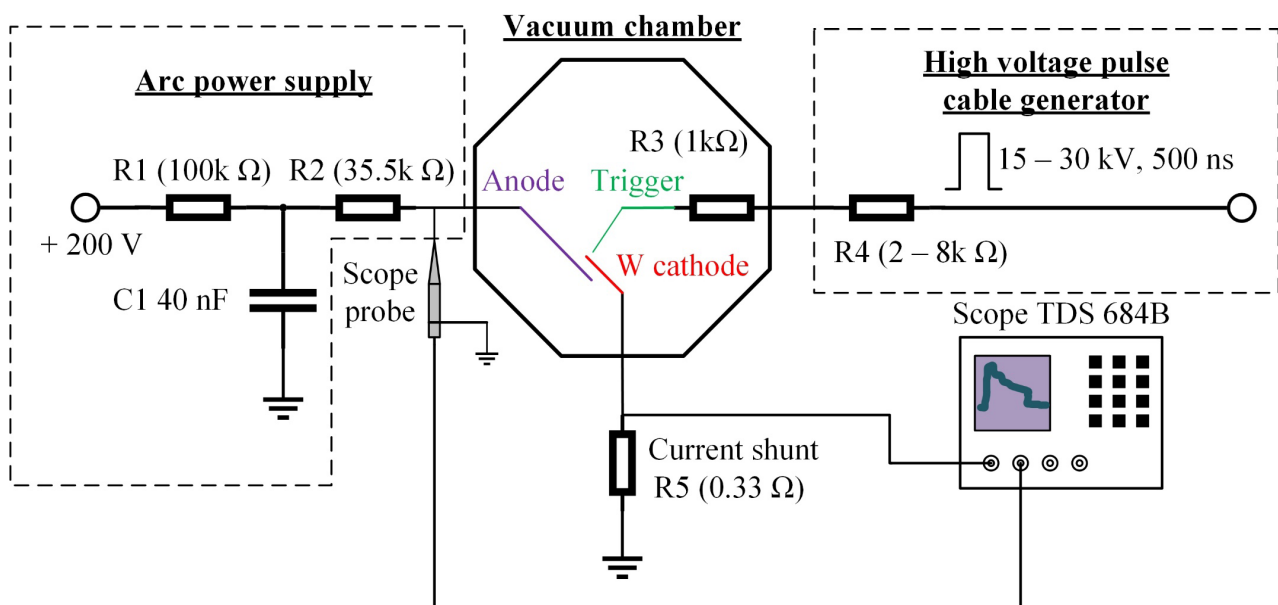 Vacuum chamber
Arc power supply
High voltage pulse
cable generator
R1 (100k Ω)
R2 (35.5k Ω)
R3 (1kΩ)
15 – 30 kV, 500 ns
Anode
Trigger
+ 200 V
W cathode
R4 (2 – 8k Ω)
C1 40 nF
Scope
probe
Scope TDS 684B
Current shunt
R5 (0.33 Ω)